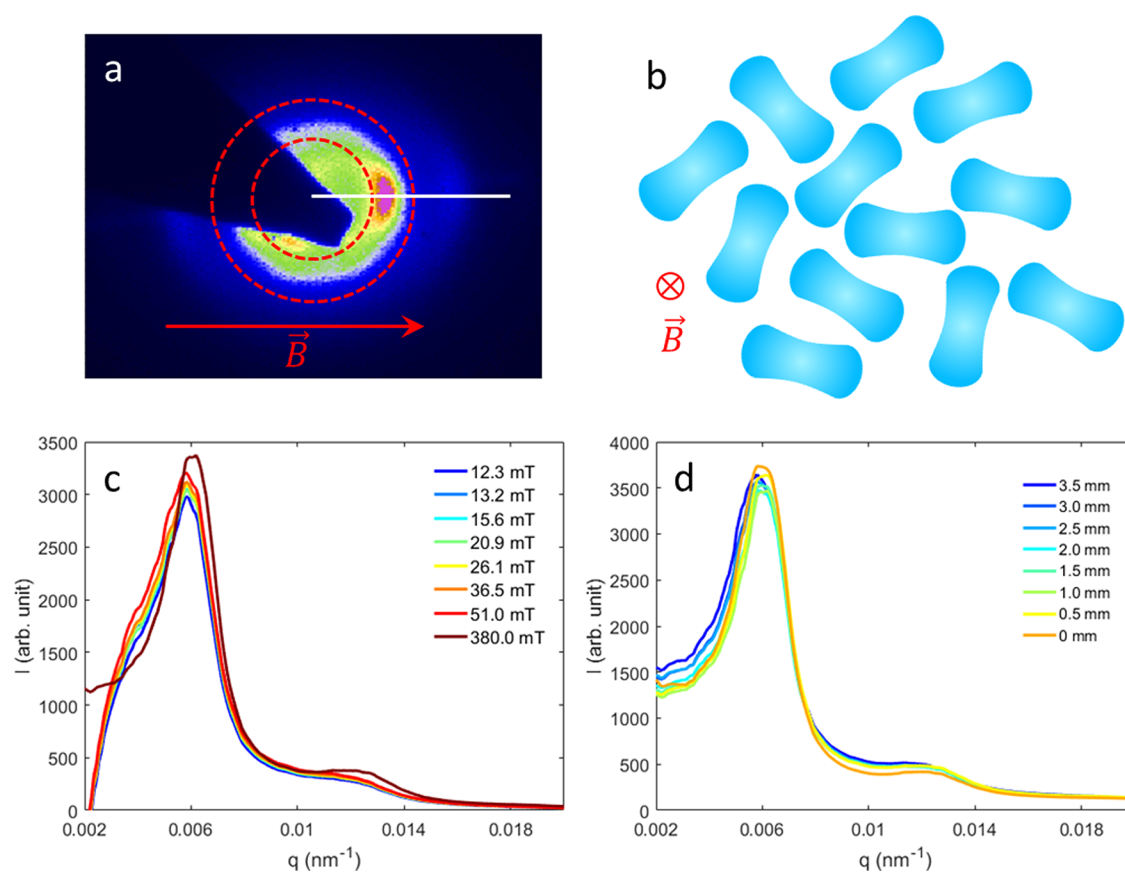 a
B
b
B
c
I (arb. unit)
3500
3000
2500
2000
1500
1000
500
0
0.002
0.006
0.01
0.014
0.018
q (nm⁻¹)
12.3 mT
13.2 mT
15.6 mT
20.9 mT
26.1 mT
36.5 mT
51.0 mT
380.0 mT
d
I (arb. unit)
4000
3500
3000
2500
2000
1500
1000
500
0
0.002
0.006
0.01
0.014
0.018
q (nm⁻¹)
3.5 mm
3.0 mm
2.5 mm
2.0 mm
1.5 mm
1.0 mm
0.5 mm
0 mm